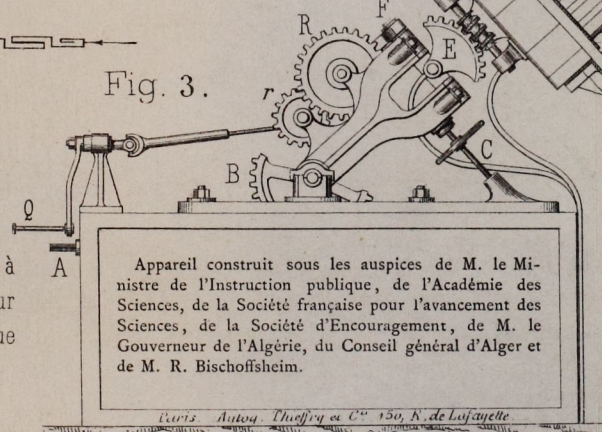 Fig. 3.
R
F
E
r
B
C
Q
A
à
ur
ue
Appareil construit sous les auspices de M. le Mi-
nistre de l'Instruction publique, de l'Académie des
Sciences, de la Société française pour l'avancement des
Sciences, de la Société d'Encouragement, de M. le
Gouverneur de l'Algérie, du Conseil général d'Alger et
de M. R. Bischoffsheim.
Paris. Autog. Thieffry et Cie 150, R. de Lafayette.